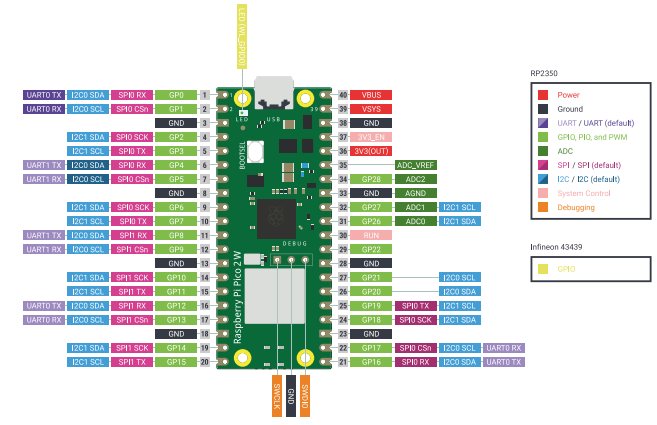 LED (WL_GPIO0)
RP2350
UART0 TX I2C0 SDA SPI0 RX GP0 1 40 VBUS Power
UART0 RX I2C0 SCL SPI0 CSn GP1 2 39 VSYS Ground
GND 3 38 GND UART / UART (default)
I2C1 SDA SPI0 SCK GP2 4 37 3V3_EN GPIO, PIO, and PWM
I2C1 SCL SPI0 TX GP3 5 36 3V3(OUT) ADC
UART1 TX I2C0 SDA SPI0 RX GP4 6 35 ADC_VREF SPI / SPI (default)
UART1 RX I2C0 SCL SPI0 CSn GP5 7 34 GP28 ADC2 I2C / I2C (default)
GND 8 33 GND AGND System Control
I2C1 SDA SPI0 SCK GP6 9 32 GP27 ADC1 I2C1 SCL Debugging
I2C1 SCL SPI0 TX GP7 10 31 GP26 ADC0 I2C1 SDA
UART1 TX I2C0 SDA SPI1 RX GP8 11 30 RUN
UART1 RX I2C0 SCL SPI1 CSn GP9 12 29 GP22
GND 13 28 GND
I2C1 SDA SPI1 SCK GP10 14 27 GP21 I2C0 SCL
I2C1 SCL SPI1 TX GP11 15 26 GP20 I2C0 SDA
UART0 TX I2C0 SDA SPI1 RX GP12 16 25 GP19 SPI0 TX I2C1 SCL
UART0 RX I2C0 SCL SPI1 CSn GP13 17 24 GP18 SPI0 SCK I2C1 SDA
GND 18 23 GND
I2C1 SDA SPI1 SCK GP14 19 22 GP17 SPI0 CSn I2C0 SCL UART0 RX
I2C1 SCL SPI1 TX GP15 20 21 GP16 SPI0 RX I2C0 SDA UART0 TX
Infineon 43439
GPIO
1
2
39
LED
USB
BOOTSEL
DEBUG
Raspberry Pi Pico 2 W
SWCLK
GND
SWDIO